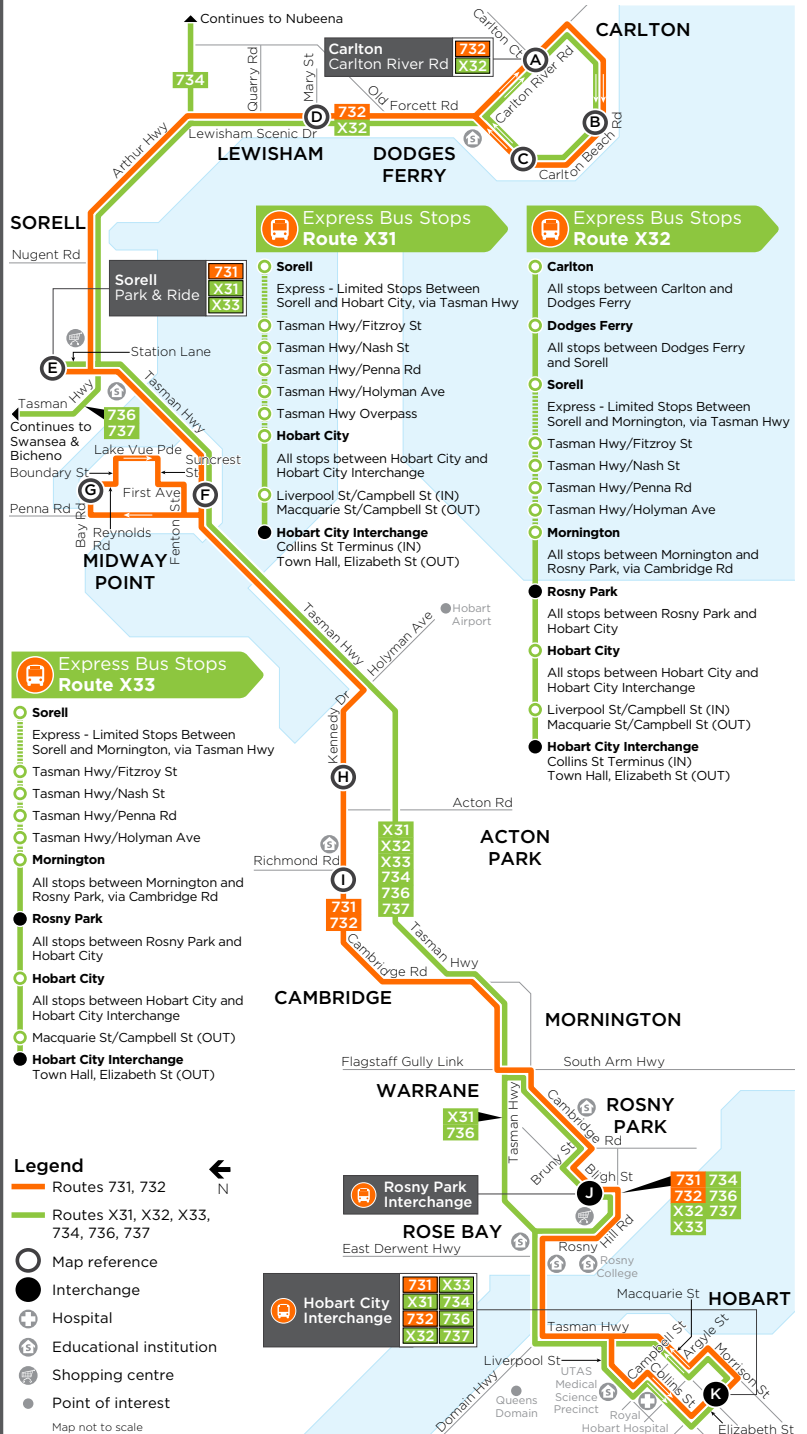 Continues to Nubeena
734
Quarry Rd
Mary St
Old
Forcett Rd
Carlton
Carlton River Rd
732
X32
Carlton Ct
CARLTON
A
Carlton River Rd
B
C
Carlton Beach Rd
D
732
X32
Arthur Hwy
Lewisham Scenic Dr
LEWISHAM
DODGES
FERRY
SORELL
Nugent Rd
Sorell
Park & Ride
731
X31
X33
Station Lane
E
Tasman Hwy
Continues to
Swansea &
Bicheno
736
737
Tasman Hwy
Lake Vue Pde
Suncrest
St
Boundary St
G
First Ave
F
Penna Rd
Bay Rd
Reynolds
Rd
Fenton St
MIDWAY
POINT
Express Bus Stops
Route X31
Sorell
Express - Limited Stops Between
Sorell and Hobart City, via Tasman Hwy
Tasman Hwy/Fitzroy St
Tasman Hwy/Nash St
Tasman Hwy/Penna Rd
Tasman Hwy/Holyman Ave
Tasman Hwy Overpass
Hobart City
All stops between Hobart City and
Hobart City Interchange
Liverpool St/Campbell St (IN)
Macquarie St/Campbell St (OUT)
Hobart City Interchange
Collins St Terminus (IN)
Town Hall, Elizabeth St (OUT)
Express Bus Stops
Route X32
Carlton
All stops between Carlton and
Dodges Ferry
Dodges Ferry
All stops between Dodges Ferry
and Sorell
Sorell
Express - Limited Stops Between
Sorell and Mornington, via Tasman Hwy
Tasman Hwy/Fitzroy St
Tasman Hwy/Nash St
Tasman Hwy/Penna Rd
Tasman Hwy/Holyman Ave
Mornington
All stops between Mornington and
Rosny Park, via Cambridge Rd
Rosny Park
All stops between Rosny Park and
Hobart City
Hobart City
All stops between Hobart City and
Hobart City Interchange
Liverpool St/Campbell St (IN)
Macquarie St/Campbell St (OUT)
Hobart City Interchange
Collins St Terminus (IN)
Town Hall, Elizabeth St (OUT)
Express Bus Stops
Route X33
Sorell
Express - Limited Stops Between
Sorell and Mornington, via Tasman Hwy
Tasman Hwy/Fitzroy St
Tasman Hwy/Nash St
Tasman Hwy/Penna Rd
Tasman Hwy/Holyman Ave
Mornington
All stops between Mornington and
Rosny Park, via Cambridge Rd
Rosny Park
All stops between Rosny Park and
Hobart City
Hobart City
All stops between Hobart City and
Hobart City Interchange
Macquarie St/Campbell St (OUT)
Hobart City Interchange
Town Hall, Elizabeth St (OUT)
Tasman Hwy
Holyman Ave
Hobart
Airport
Kennedy Dr
H
Acton Rd
ACTON
PARK
Richmond Rd
I
731
732
X31
X32
X33
734
736
737
Tasman Hwy
Cambridge Rd
CAMBRIDGE
MORNINGTON
Flagstaff Gully Link
South Arm Hwy
WARRANE
X31
736
Tasman Hwy
Cambridge Rd
ROSNY
PARK
Bruny St
Bligh St
J
Rosny Park
Interchange
731 734
732 736
X32 737
X33
ROSE BAY
East Derwent Hwy
Rosny Hill Rd
Rosny
College
Hobart City
Interchange
731 X33
X31 734
732 736
X32 737
Macquarie St
HOBART
Tasman Hwy
Campbell St
Argyle St
Morrison St
Collins St
K
Liverpool St
UTAS
Medical
Science
Precinct
Royal
Hobart Hospital
Domain Hwy
Queens
Domain
Elizabeth St
Legend
N
Routes 731, 732
Routes X31, X32, X33,
734, 736, 737
Map reference
Interchange
Hospital
Educational institution
Shopping centre
Point of interest
Map not to scale